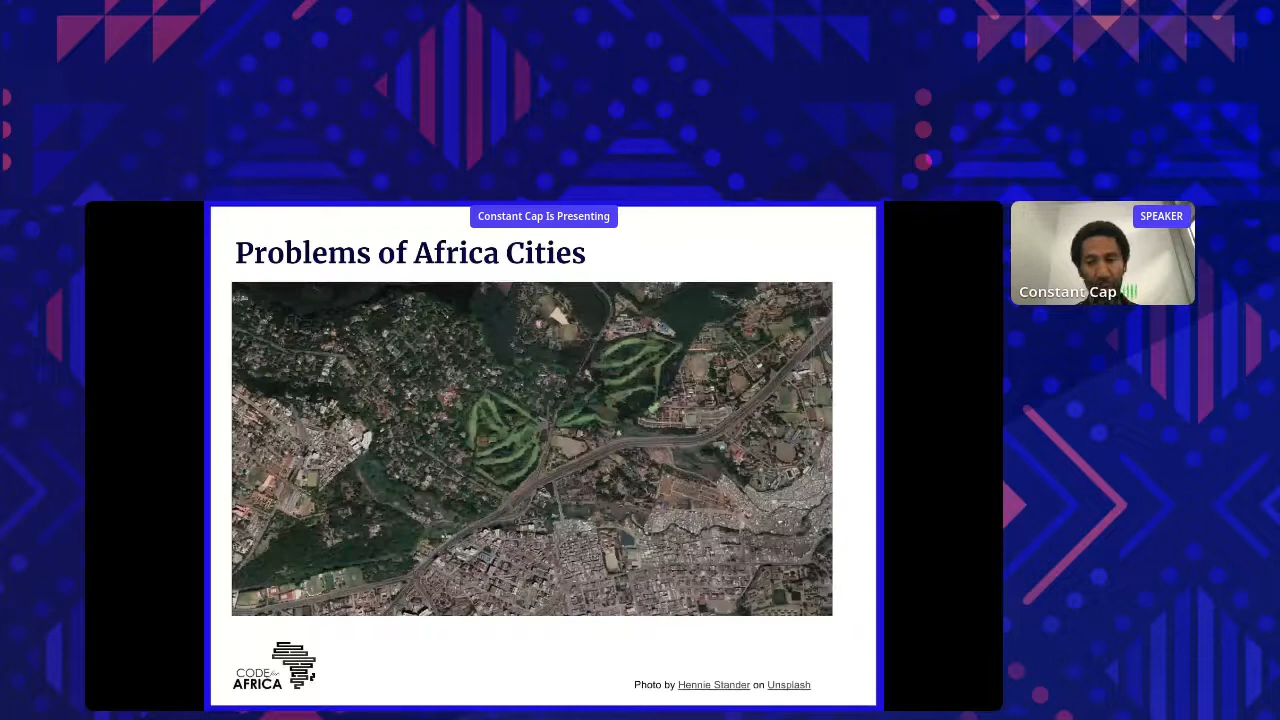 Constant Cap Is Presenting
SPEAKER
Problems of Africa Cities
Constant Cap
CODE for
AFRICA
Photo by Hennie Stander on Unsplash